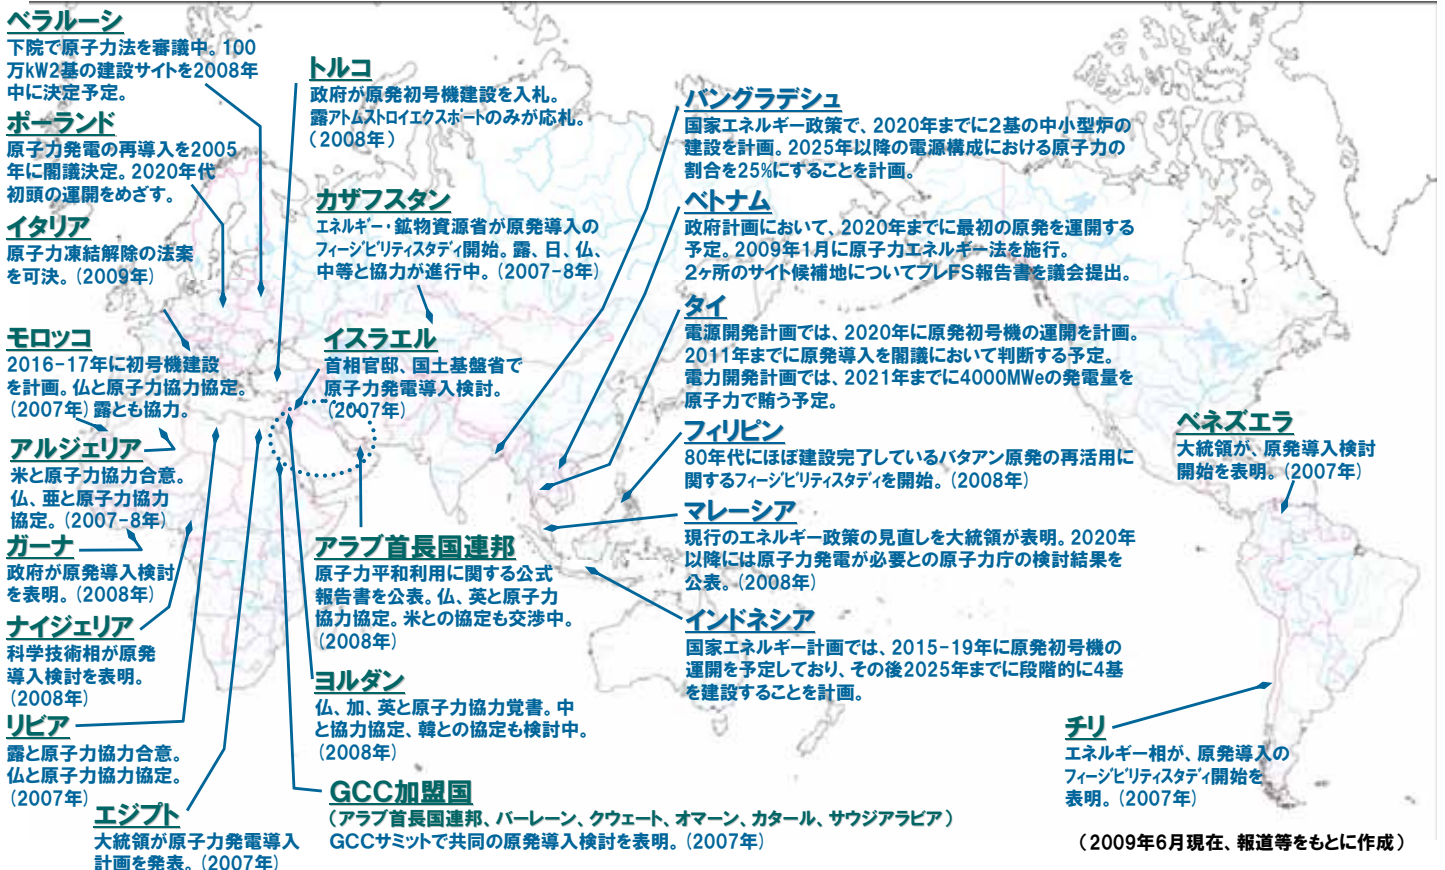 ベラルーシ
下院で原子力法を審議中。100
万kW2基の建設サイトを2008年
中に決定予定。
ポーランド
原子力発電の再導入を2005
年に閣議決定。2020年代
初頭の運開をめざす。
イタリア
原子力凍結解除の法案
を可決。(2009年)
モロッコ
2016-17年に初号機建設
を計画。仏と原子力協力協定。
(2007年)露とも協力。
アルジェリア
米と原子力協力合意。
仏、亜と原子力協力
協定。(2007-8年)
ガーナ
政府が原発導入検討
を表明。(2008年)
ナイジェリア
科学技術相が原発
導入検討を表明。
(2008年)
リビア
露と原子力協力合意。
仏と原子力協力協定。
(2007年)
エジプト
大統領が原子力発電導入
計画を発表。(2007年)
トルコ
政府が原発初号機建設を入札。
露アトムストロイエクスポートのみが応札。
(2008年)
カザフスタン
エネルギー・鉱物資源省が原発導入の
フィージビリティスタディ開始。露、日、仏、
中等と協力が進行中。(2007-8年)
イスラエル
首相官邸、国土基盤省で
原子力発電導入検討。
(2007年)
アラブ首長国連邦
原子力平和利用に関する公式
報告書を公表。仏、英と原子力
協力協定。米との協定も交渉中。
(2008年)
ヨルダン
仏、加、英と原子力協力覚書。中
と協力協定、韓との協定も検討中。
(2008年)
GCC加盟国
(アラブ首長国連邦、バーレーン、クウェート、オマーン、カタール、サウジアラビア)
GCCサミットで共同の原発導入検討を表明。(2007年)
バングラデシュ
国家エネルギー政策で、2020年までに2基の中小型炉の
建設を計画。2025年以降の電源構成における原子力の
割合を25%にすることを計画。
ベトナム
政府計画において、2020年までに最初の原発を運開する
予定。2009年1月に原子力エネルギー法を施行。
2ヶ所のサイト候補地についてプレFS報告書を議会提出。
タイ
電源開発計画では、2020年に原発初号機の運開を計画。
2011年までに原発導入を閣議において判断する予定。
電力開発計画では、2021年までに4000MWeの発電量を
原子力で賄う予定。
フィリピン
80年代にほぼ建設完了しているバタアン原発の再活用に
関するフィージビリティスタディを開始。(2008年)
マレーシア
現行のエネルギー政策の見直しを大統領が表明。2020年
以降には原子力発電が必要との原子力庁の検討結果を
公表。(2008年)
インドネシア
国家エネルギー計画では、2015-19年に原発初号機の
運開を予定しており、その後2025年までに段階的に4基
を建設することを計画。
ベネズエラ
大統領が、原発導入検討
開始を表明。(2007年)
チリ
エネルギー相が、原発導入の
フィージビリティスタディ開始を
表明。(2007年)
(2009年6月現在、報道等をもとに作成)